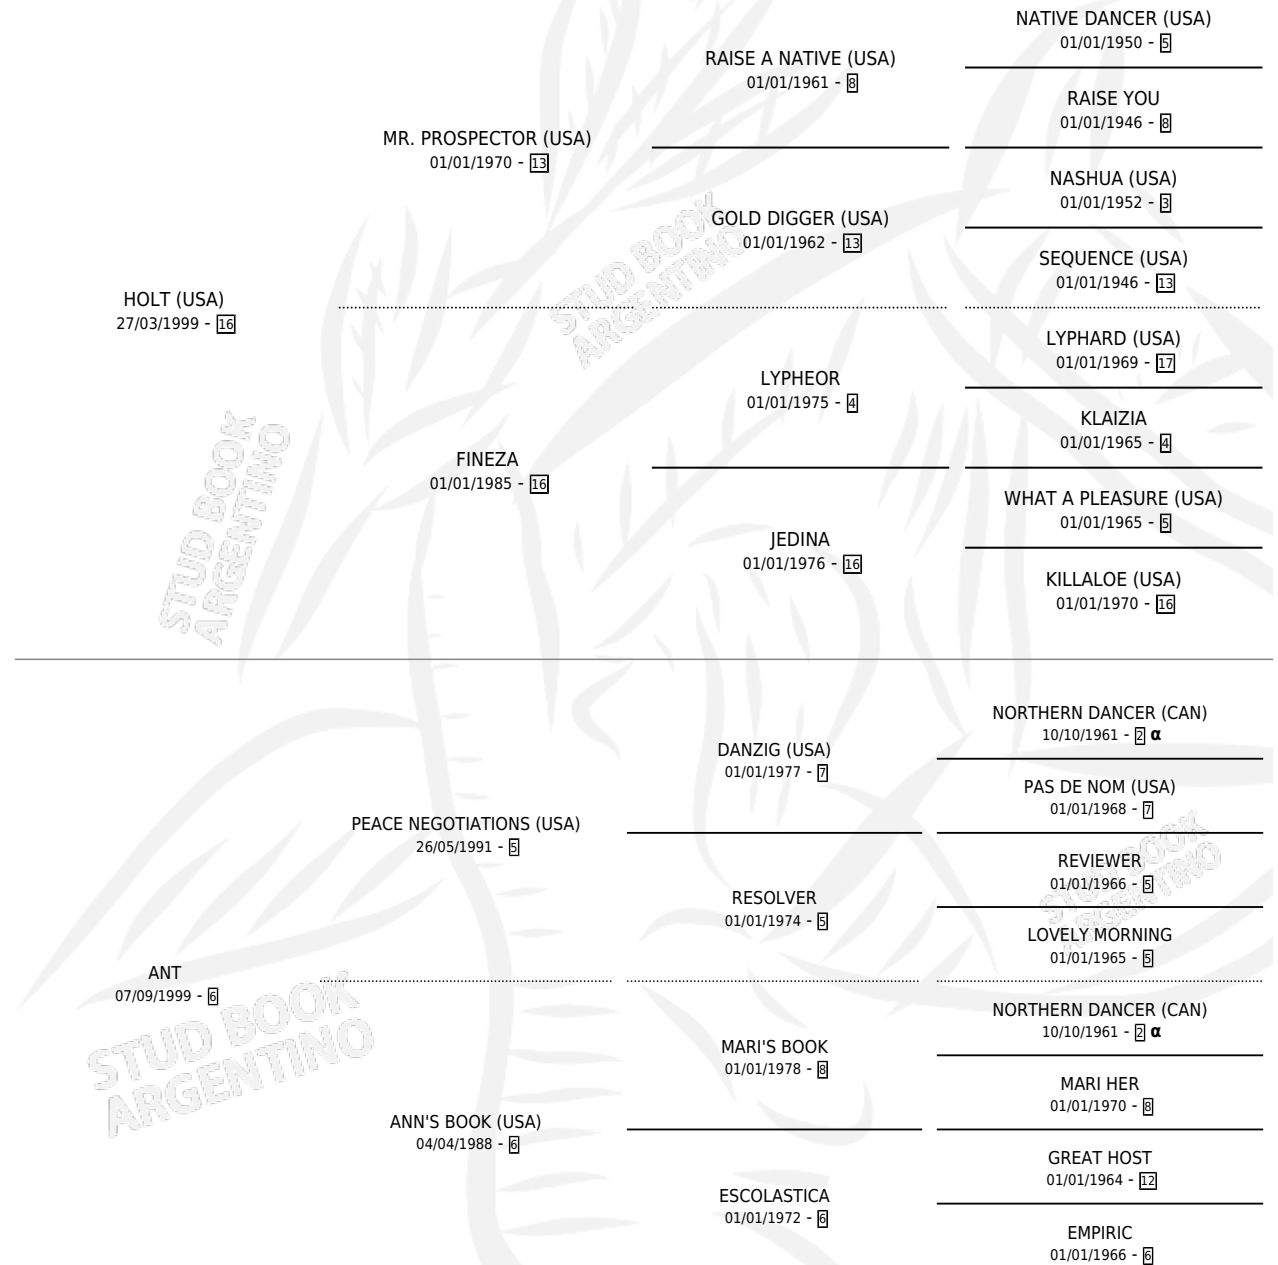 NATIVE DANCER (USA)
01/01/1950 - 5
RAISE A NATIVE (USA)
01/01/1961 - 8
RAISE YOU
01/01/1946 - 8
MR. PROSPECTOR (USA)
01/01/1970 - 13
NASHUA (USA)
01/01/1952 - 3
GOLD DIGGER (USA)
01/01/1962 - 13
SEQUENCE (USA)
01/01/1946 - 13
HOLT (USA)
27/03/1999 - 16
LYPHARD (USA)
01/01/1969 - 17
LYPHEOR
01/01/1975 - 4
KLAIZIA
01/01/1965 - 4
FINEZA
01/01/1985 - 16
WHAT A PLEASURE (USA)
01/01/1965 - 5
JEDINA
01/01/1976 - 16
KILLALOE (USA)
01/01/1970 - 16
STUD BOOK
ARGENTINO
STUD BOOK
ARGENTINO
NORTHERN DANCER (CAN)
10/10/1961 - 2 α
DANZIG (USA)
01/01/1977 - 7
PAS DE NOM (USA)
01/01/1968 - 7
PEACE NEGOTIATIONS (USA)
26/05/1991 - 5
REVIEWER
01/01/1966 - 5
RESOLVER
01/01/1974 - 5
LOVELY MORNING
01/01/1965 - 5
ANT
07/09/1999 - 6
NORTHERN DANCER (CAN)
10/10/1961 - 2 α
MARI'S BOOK
01/01/1978 - 8
MARI HER
01/01/1970 - 8
ANN'S BOOK (USA)
04/04/1988 - 6
GREAT HOST
01/01/1964 - 12
ESCOLASTICA
01/01/1972 - 6
EMPIRIC
01/01/1966 - 6
STUD BOOK
ARGENTINO
STUD BOOK
ARGENTINO